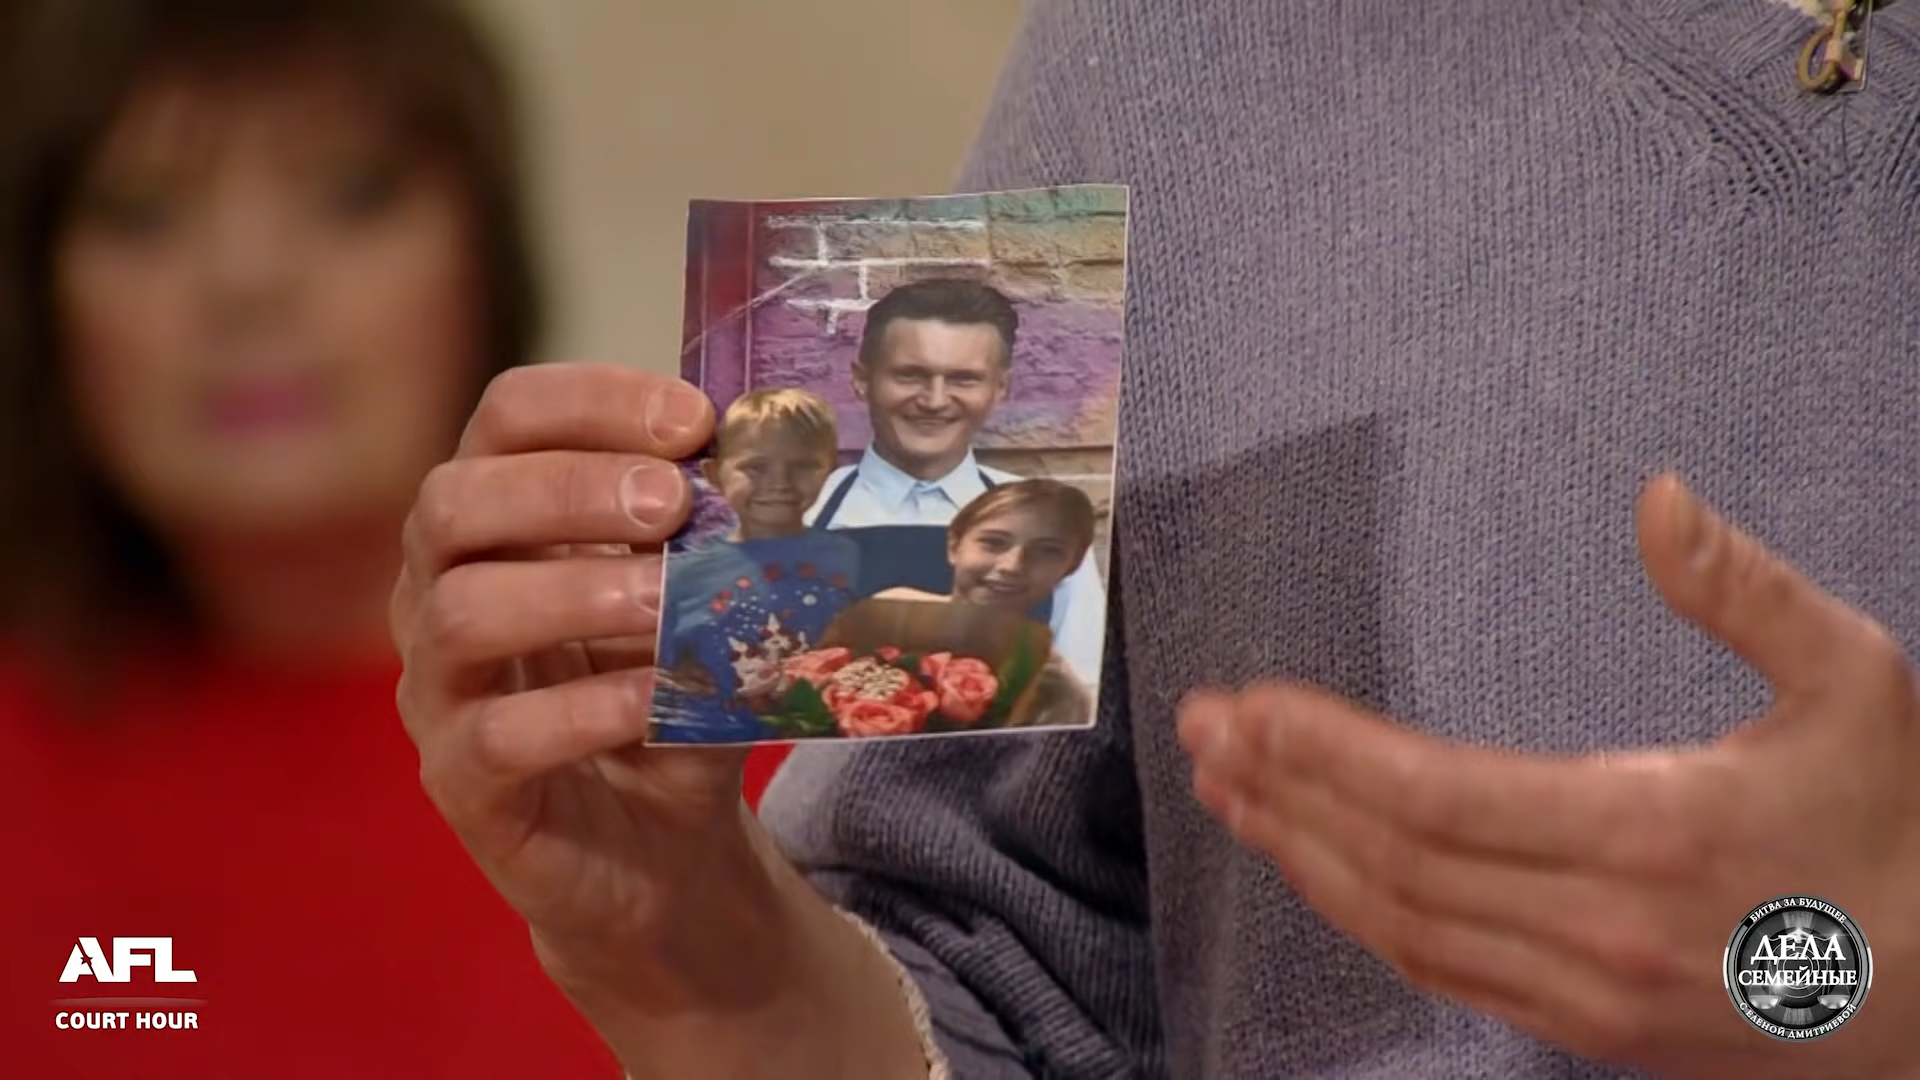 AFL
COURT HOUR
БИТВА ЗА БУДУЩЕЕ
ДЕЛА
СЕМЕЙНЫЕ
С ЕЛЕНОЙ ДМИТРИЕВОЙ